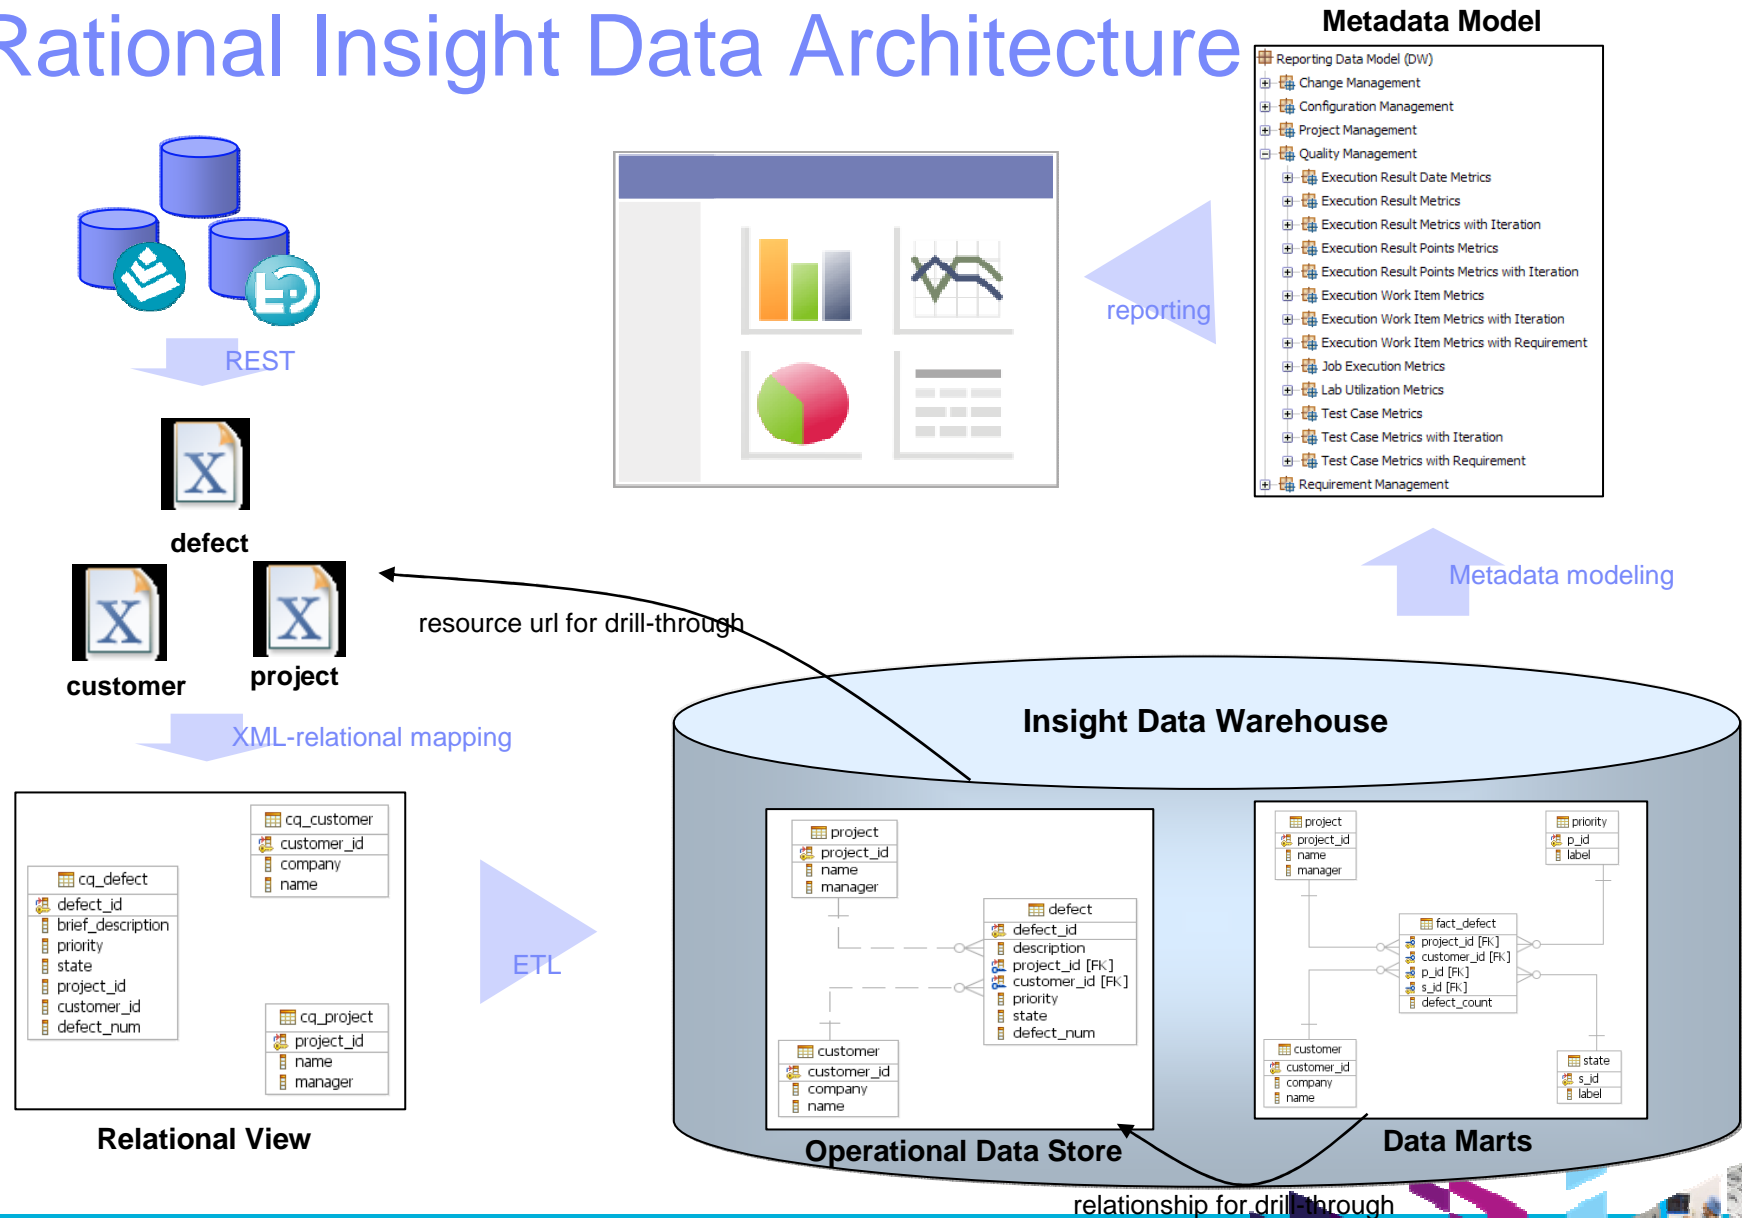 Rational Insight Data Architecture
Metadata Model
Reporting Data Model (DW)
Change Management
Configuration Management
Project Management
Quality Management
Execution Result Date Metrics
Execution Result Metrics
Execution Result Metrics with Iteration
Execution Result Points Metrics
Execution Result Points Metrics with Iteration
Execution Work Item Metrics
Execution Work Item Metrics with Iteration
Execution Work Item Metrics with Requirement
Job Execution Metrics
Lab Utilization Metrics
Test Case Metrics
Test Case Metrics with Iteration
Test Case Metrics with Requirement
Requirement Management
reporting
REST
X
defect
X
customer
X
project
resource url for drill-through
Metadata modeling
XML-relational mapping
Insight Data Warehouse
cq_customer
customer_id
company
name
cq_defect
defect_id
brief_description
priority
state
project_id
customer_id
defect_num
cq_project
project_id
name
manager
Relational View
ETL
project
project_id
name
manager
defect
defect_id
description
project_id [FK]
customer_id [FK]
priority
state
defect_num
customer
customer_id
company
name
Operational Data Store
project
project_id
name
manager
priority
p_id
label
fact_defect
project_id [FK]
customer_id [FK]
p_id [FK]
s_id [FK]
defect_count
customer
customer_id
company
name
state
s_id
label
Data Marts
relationship for drill-through